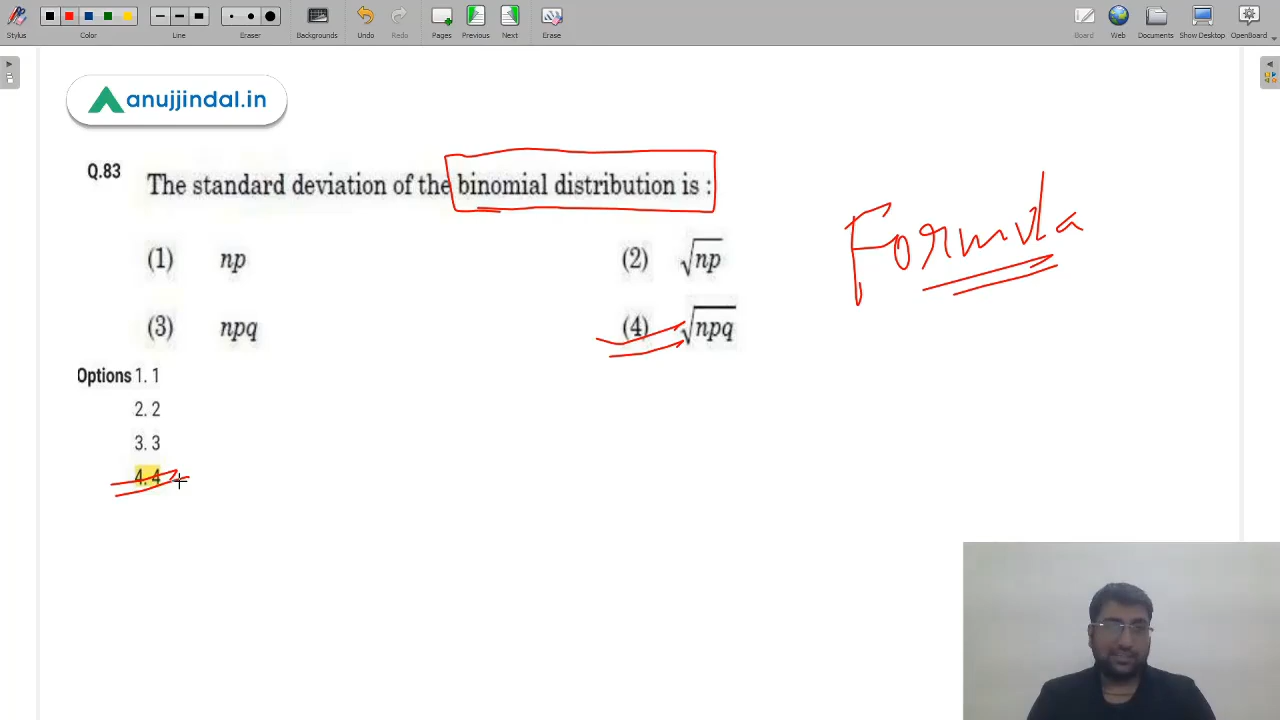 Stylus
Color
Line
Eraser
Backgrounds
Undo
Redo
Pages
Previous
Next
Erase
Board
Web
Documents
Show Desktop
OpenBoard
anujjindal.in
Q.83 The standard deviation of the binomial distribution is :
(1) np (2) √np
(3) npq (4) √npq
Formula
Options 1. 1
2. 2
3. 3
4. 4